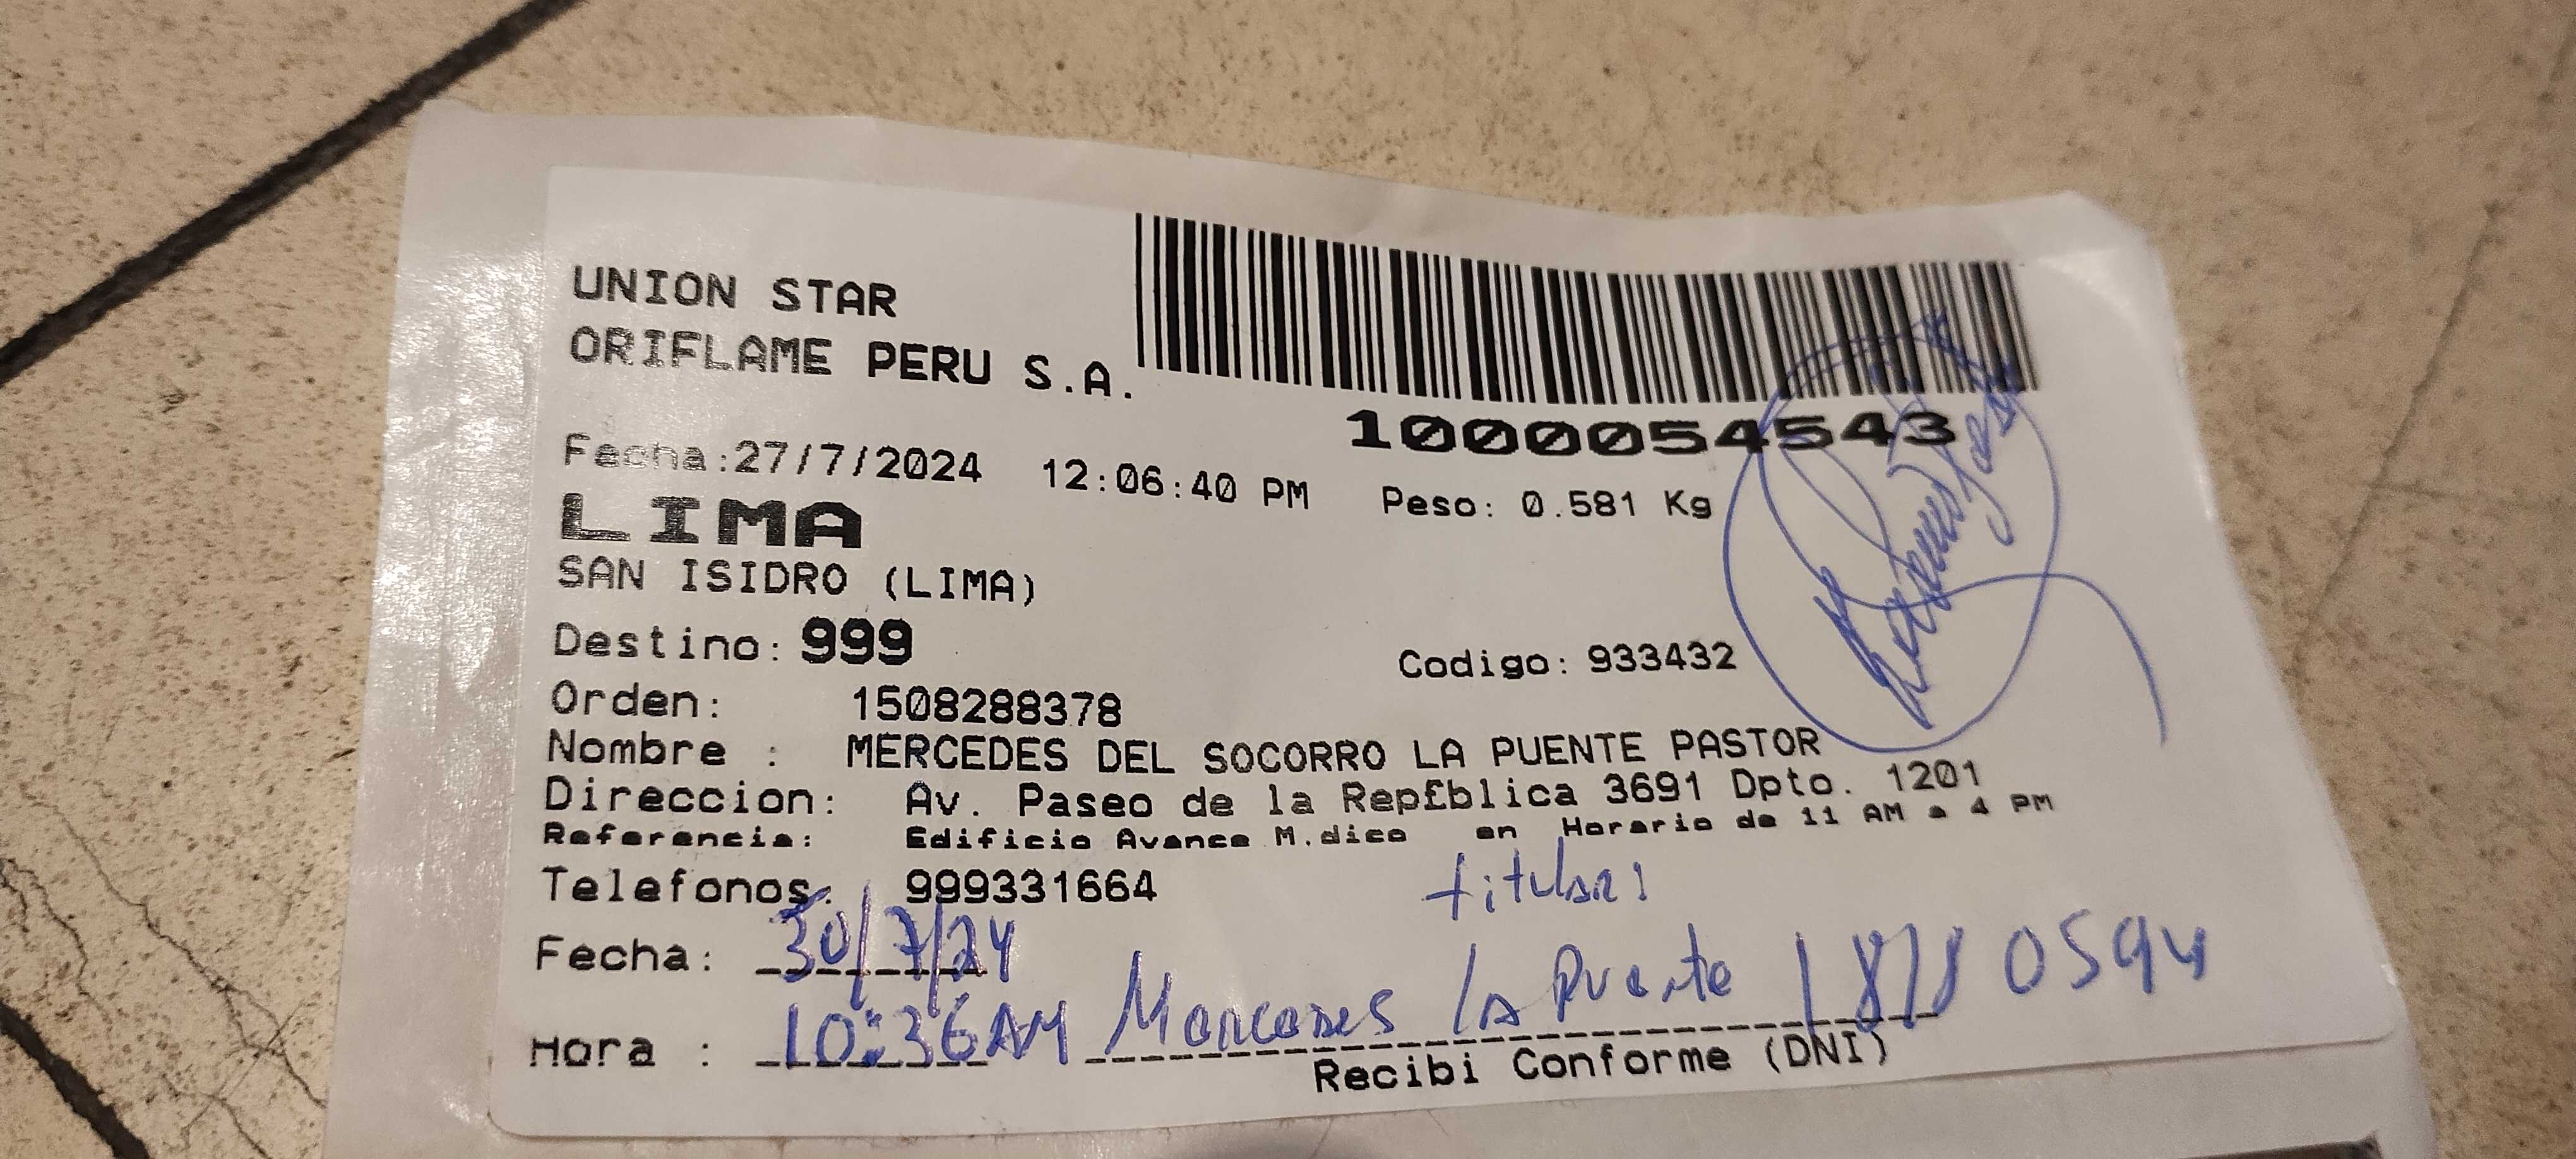 UNION STAR
ORIFLAME PERU S.A.
1000054543
Fecha:27/7/2024 12:06:40 PM Peso: 0.581 Kg
LIMA
SAN ISIDRO (LIMA)
Destino: 999 Codigo: 933432
Orden: 1508288378
Nombre : MERCEDES DEL SOCORRO LA PUENTE PASTOR
Direccion: Av. Paseo de la Rep£blica 3691 Dpto. 1201
Referencia: Edificio Avance M.dico en Horario de 11 AM a 4 PM
Telefonos: 999331664 titular
Fecha: 30/7/24
Hora : 10:36 AM la Puente
Recibi Conforme (DNI)